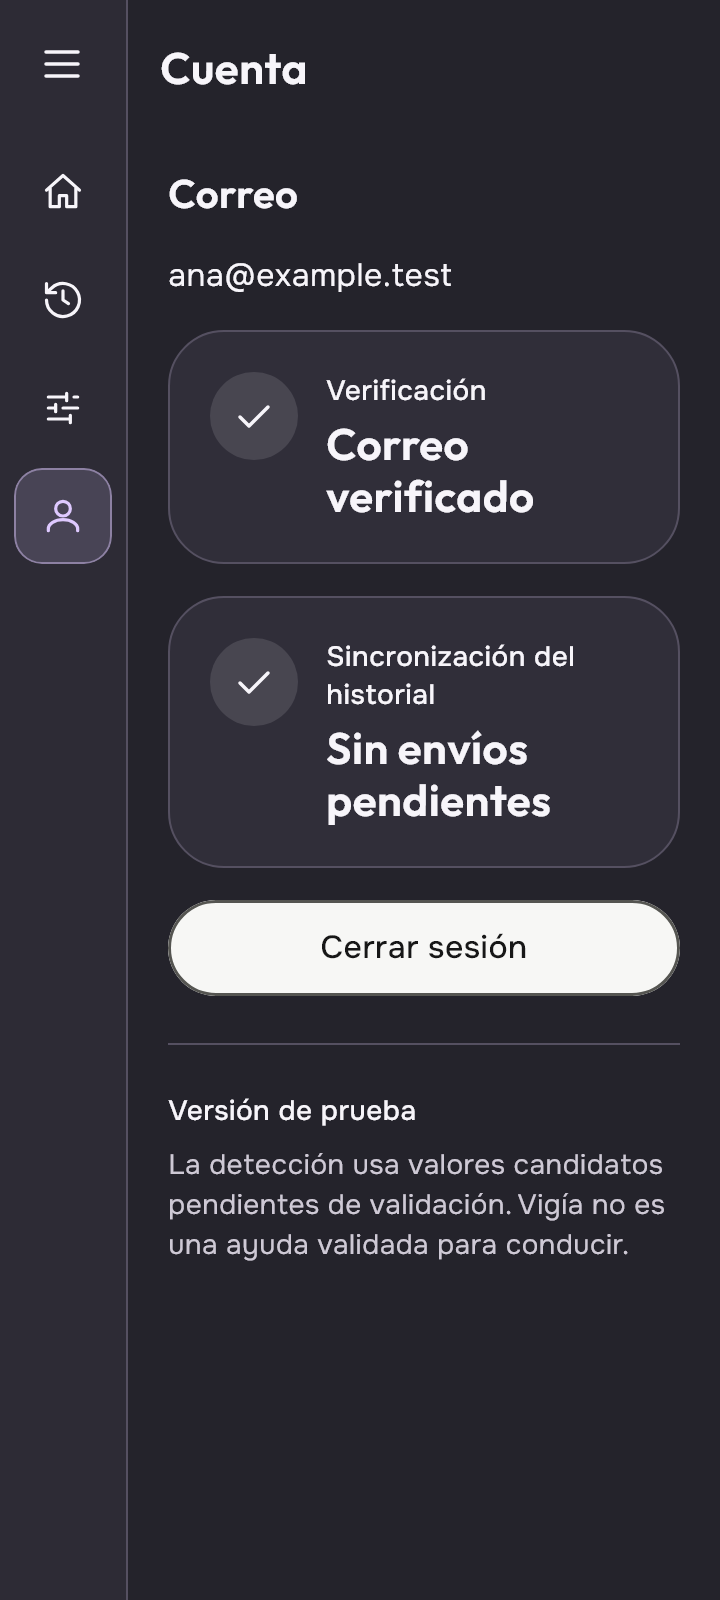 Cuenta
Correo
ana@example.test
Verificación
Correo
verificado
Sincronización del
historial
Sin envíos
pendientes
Cerrar sesión
Versión de prueba
La detección usa valores candidatos
pendientes de validación. Vigía no es
una ayuda validada para conducir.